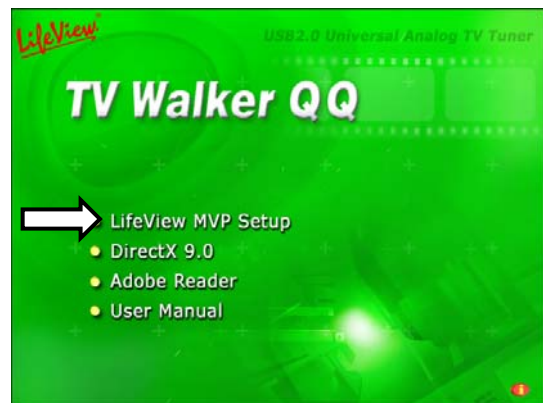 LifeView
USB2.0 Universal Analog TV Tuner
TV Walker QQ
LifeView MVP Setup
DirectX 9.0
Adobe Reader
User Manual
i